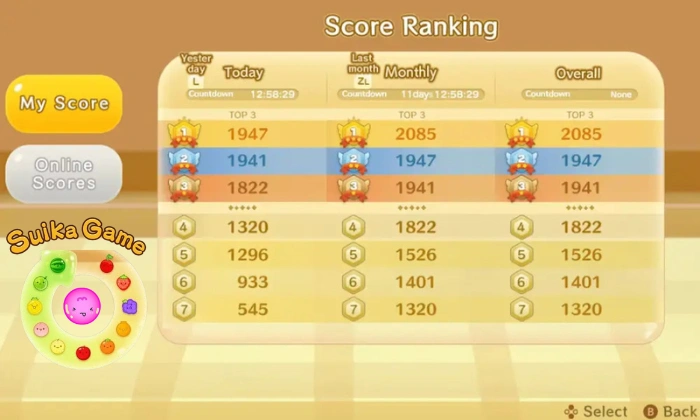 Score Ranking
Yester day L Today
Last month ZL Monthly
Overall
Countdown 12:58:29
Countdown 11days 12:58:29
Countdown None
My Score
Online Scores
Suika Game
TOP 3 TOP 3 TOP 3
1 1947 1 2085 1 2085
2 1941 2 1947 2 1947
3 1822 3 1941 3 1941
4 1320 4 1822 4 1822
5 1296 5 1526 5 1526
6 933 6 1401 6 1401
7 545 7 1320 7 1320
Select B Back